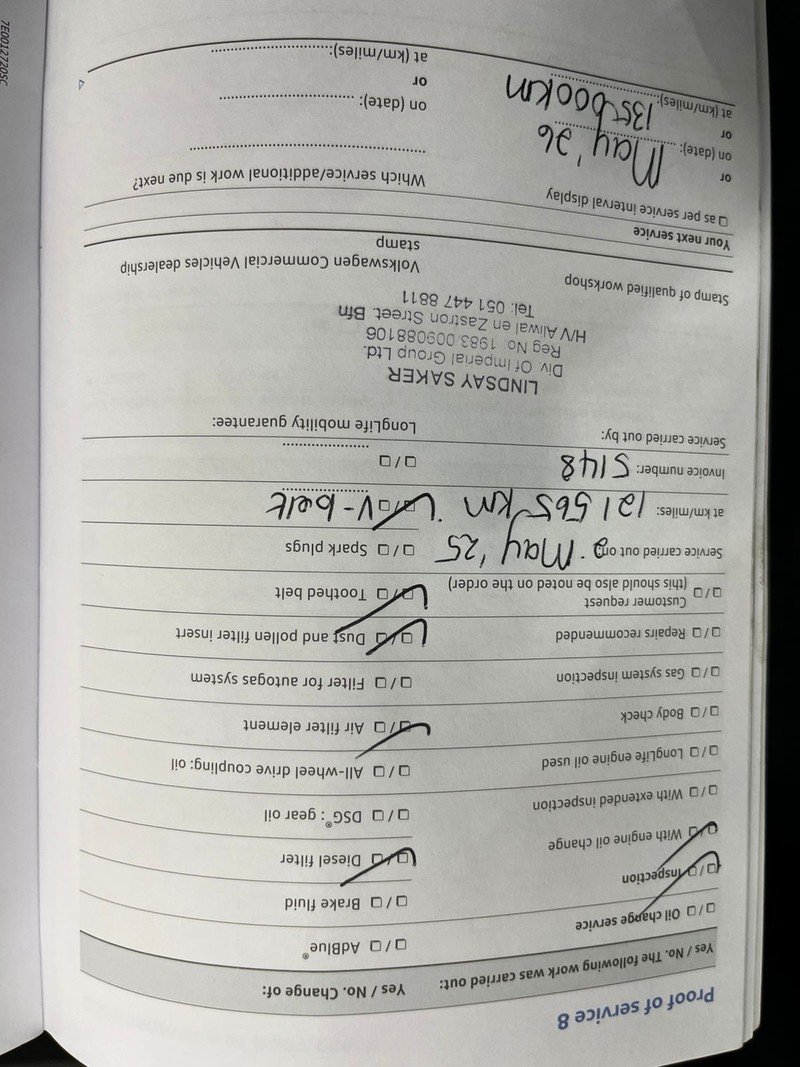 Proof of service 8
Yes / No. The following work was carried out:
□ / □ Oil change service
□ / □ Inspection
□ / □ With engine oil change
□ / □ With extended inspection
□ / □ LongLife engine oil used
□ / □ Body check
□ / □ Gas system inspection
□ / □ Repairs recommended
□ / □ Customer request
(this should also be noted on the order)
Service carried out on: May '25
at km/miles: 121 565 km
Invoice number: 5148
Service carried out by:
Yes / No. Change of:
□ / □ AdBlue®
□ / □ Brake fluid
□ / □ Diesel filter
□ / □ DSG®: gear oil
□ / □ All-wheel drive coupling: oil
□ / □ Air filter element
□ / □ Filter for autogas system
□ / □ Dust and pollen filter insert
□ / □ Toothed belt
□ / □ Spark plugs
□ / □ V-belt
□ / □
LongLife mobility guarantee:
LINDSAY SAKER
Div. Of Imperial Group Ltd.
Reg No: 1983/009088106
H/V Aliwal en Zastron Street, Bfn
Tel: 051 447 8811
Stamp of qualified workshop
Volkswagen Commercial Vehicles dealership
stamp
Your next service
□ as per service interval display
or
on (date): May '26
or
at (km/miles): 135 600km
Which service/additional work is due next?
on (date):
or
at (km/miles):
7E0012720SC